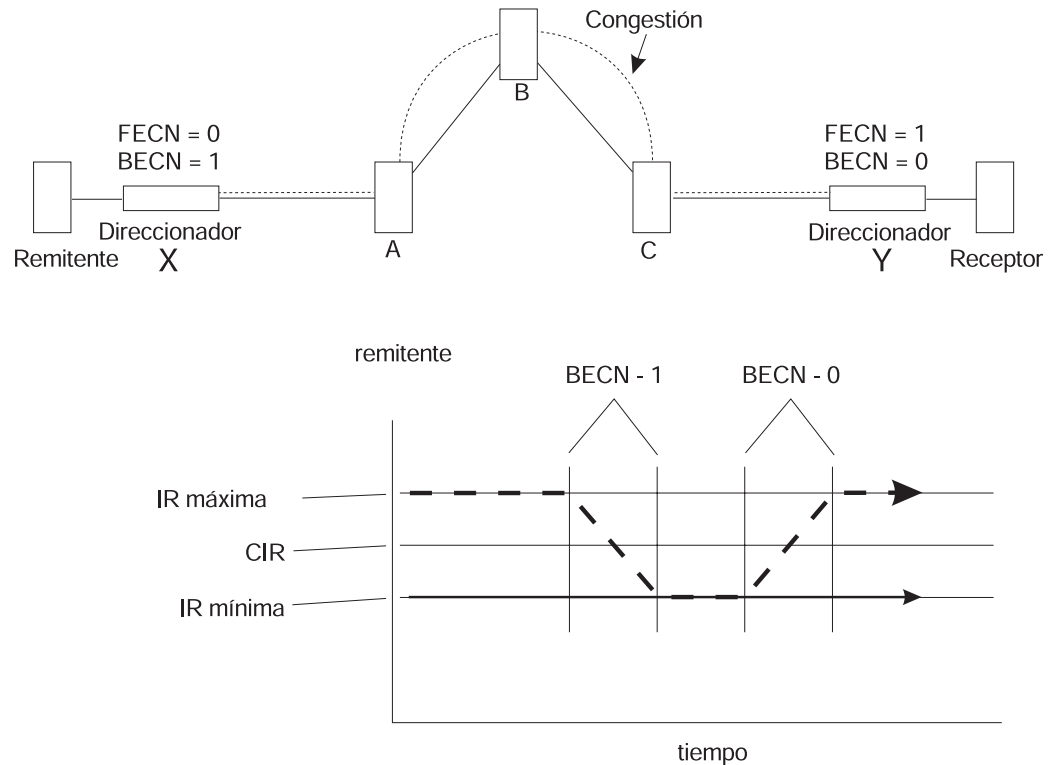 Congestión
B
FECN = 0
BECN = 1
FECN = 1
BECN = 0
Direccionador
X
Remitente
A
C
Direccionador
Y
Receptor
remitente
BECN - 1
BECN - 0
IR máxima
CIR
IR mínima
tiempo